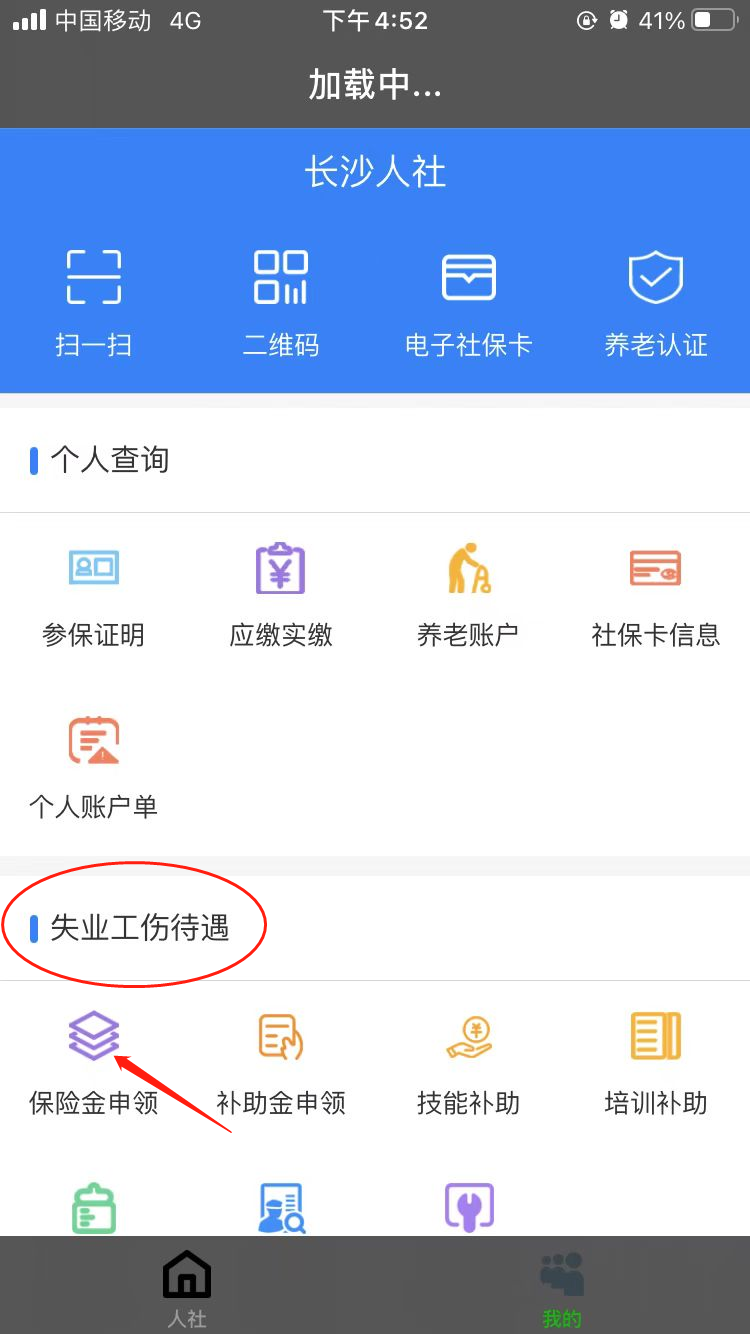 中国移动 4G 下午4:52 41%
加载中...
长沙人社
扫一扫 二维码 电子社保卡 养老认证
个人查询
参保证明 应缴实缴 养老账户 社保卡信息
个人账户单
失业工伤待遇
保险金申领 补助金申领 技能补助 培训补助
人社 我的